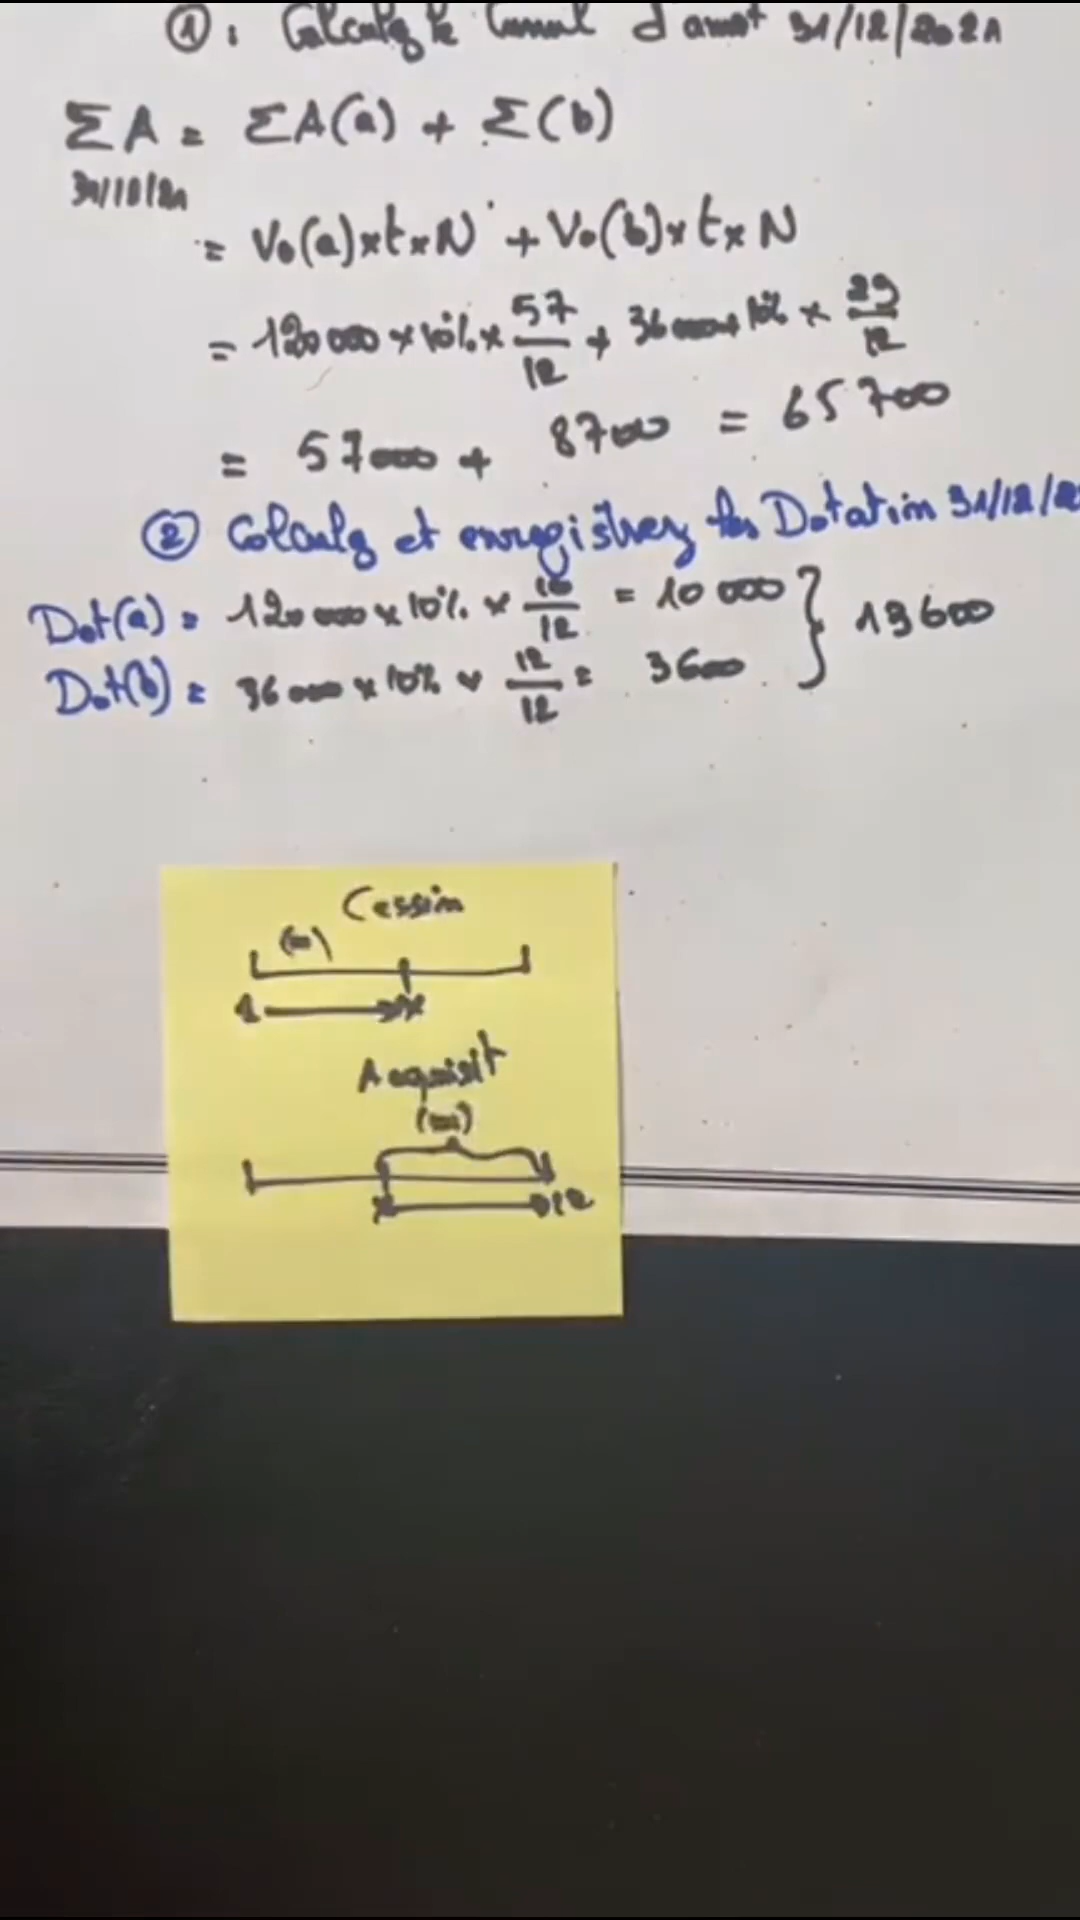 ①: Calculez le Cumul d'amort 31/12/2021
ΣA = ΣA(a) + Σ(b)
31/12/21
= V₀(a)×t×N + V₀(b)×t×N
= 120 000 × 10% × 57/12 + 36 000 × 10% × 29/12
= 57 000 + 8700 = 65 700
② Calculez et enregistrez les Dotation 31/12/2
Dot(a) = 120 000 × 10% × 10/12 = 10 000 } 13 600
Dot(b) = 36 000 × 10% × 12/12 = 3600
Cession
(m)
1 → x
Acquisit
(m)
x → 12